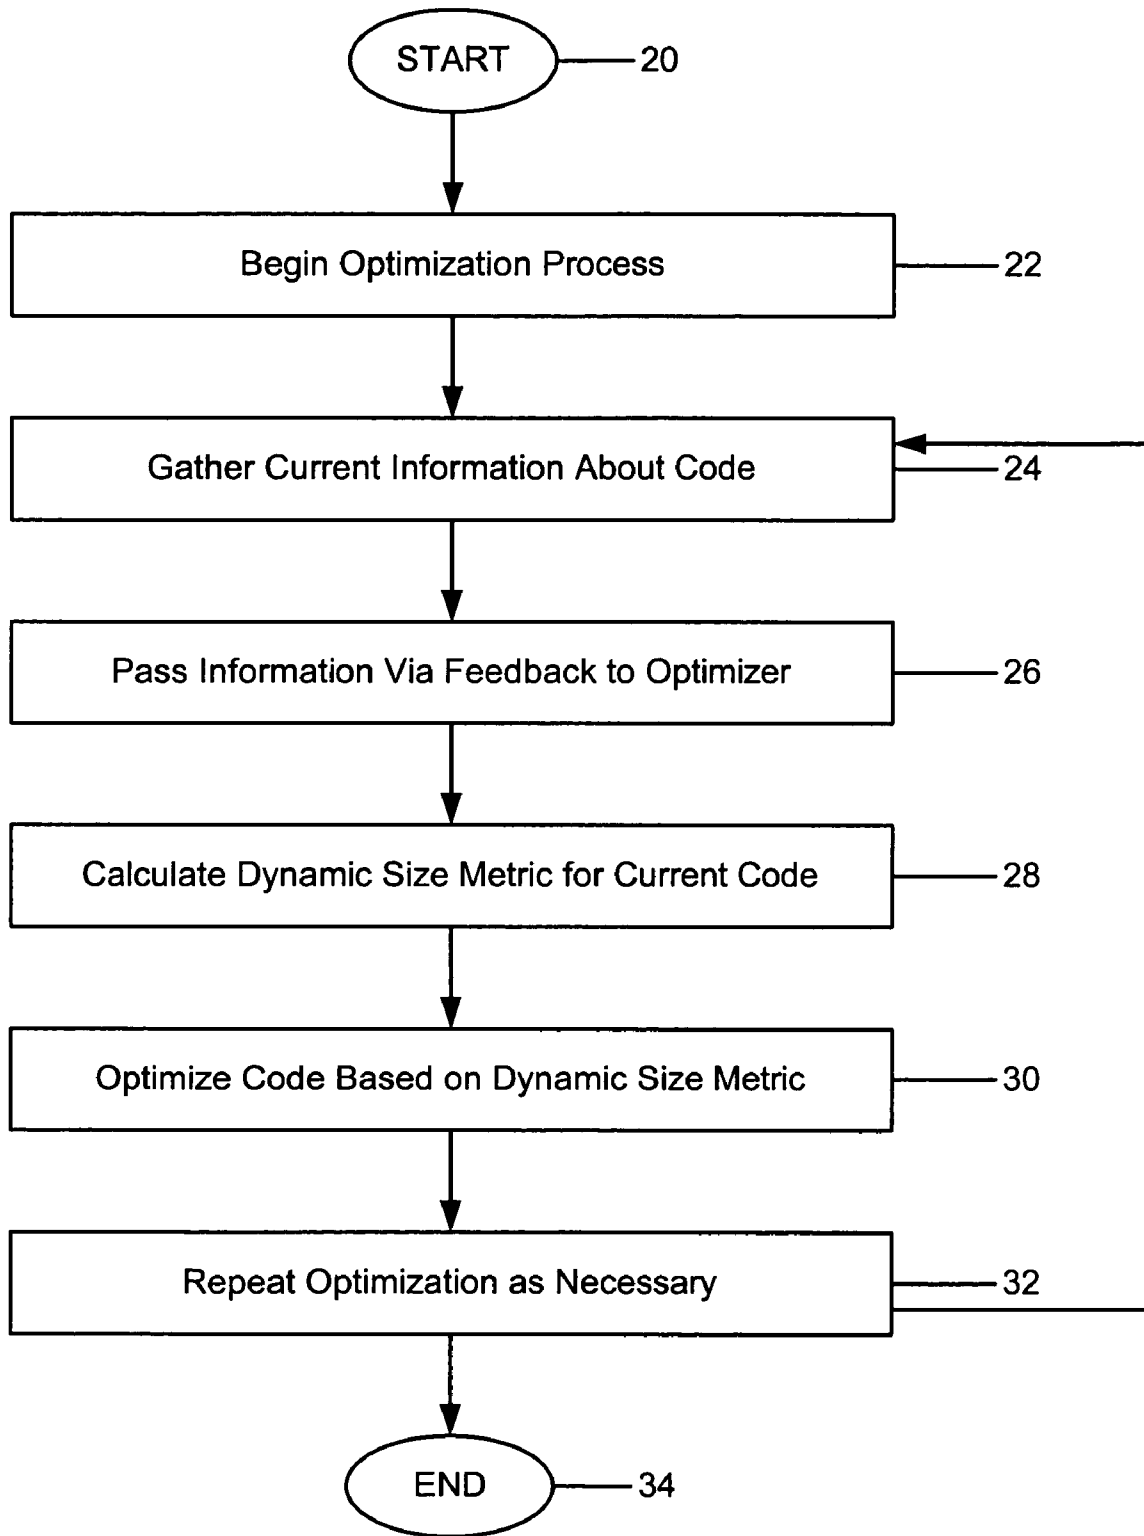 START
20
Begin Optimization Process
22
Gather Current Information About Code
24
Pass Information Via Feedback to Optimizer
26
Calculate Dynamic Size Metric for Current Code
28
Optimize Code Based on Dynamic Size Metric
30
Repeat Optimization as Necessary
32
END
34